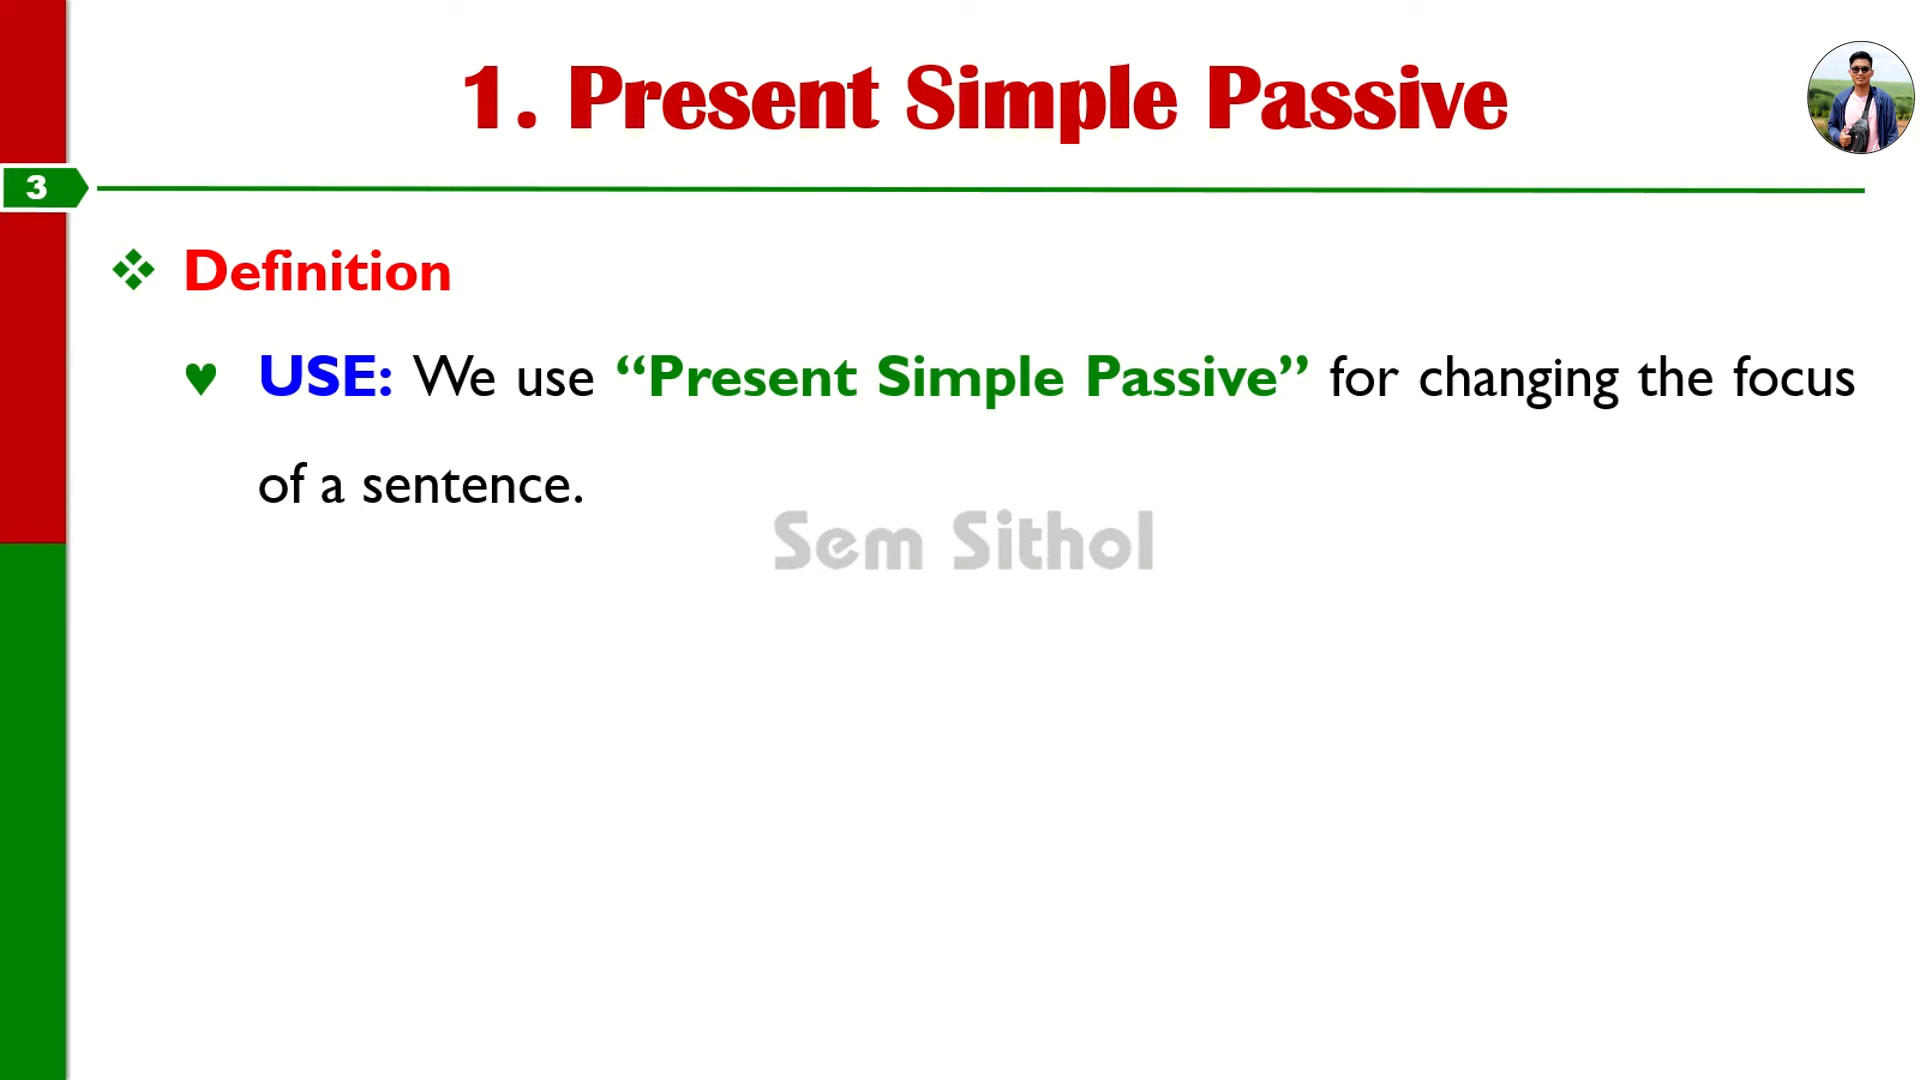 1. Present Simple Passive
3
Definition
USE: We use “Present Simple Passive” for changing the focus
of a sentence.
Sem Sithol